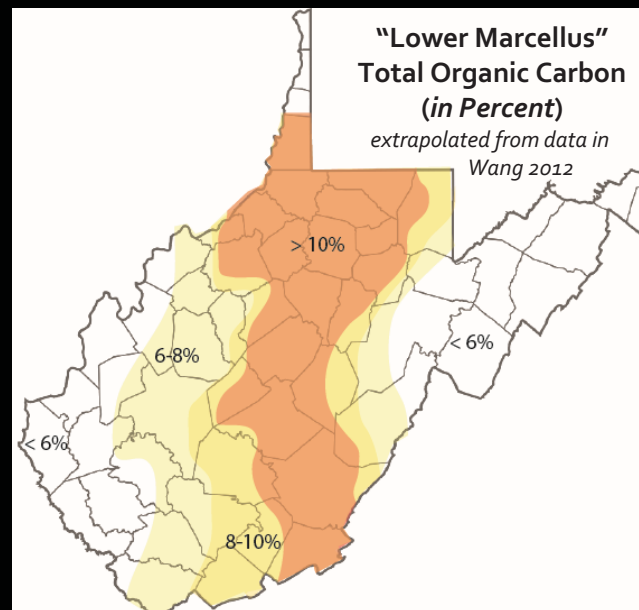 “Lower Marcellus”
Total Organic Carbon
(in Percent)
extrapolated from data in
Wang 2012
> 10%
< 6%
6-8%
< 6%
8-10%